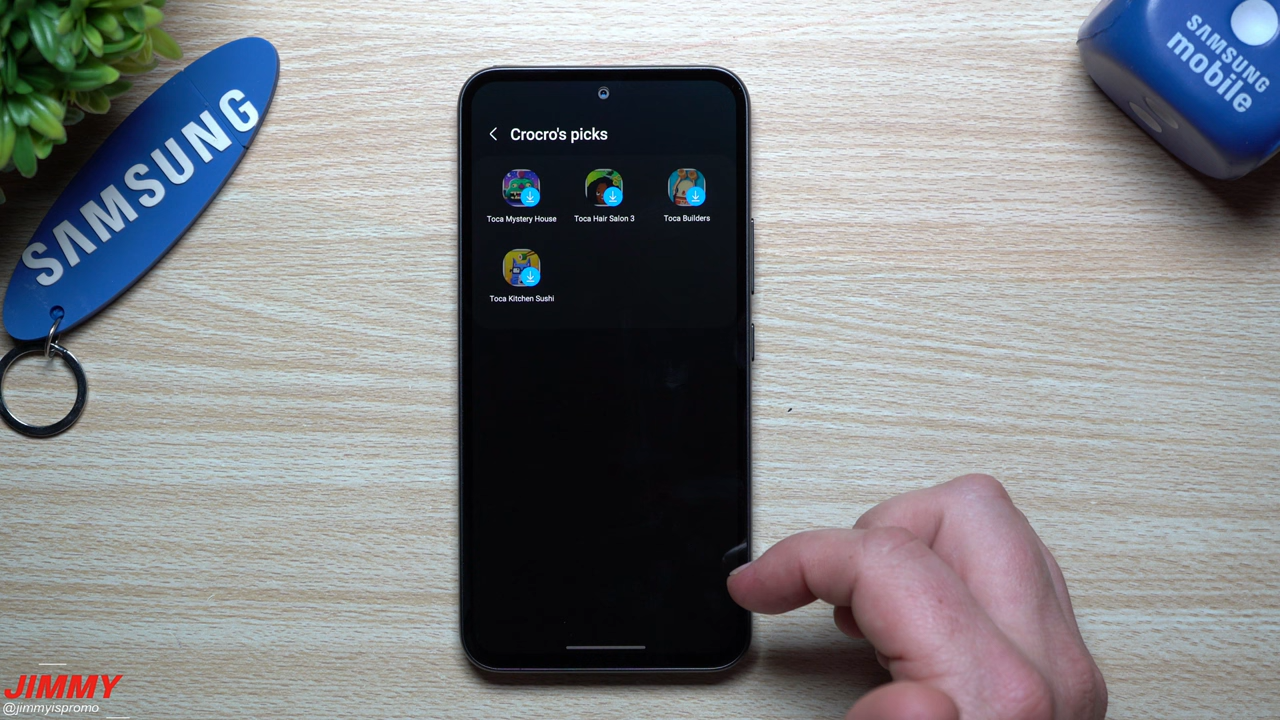 SAMSUNG
SAMSUNG
mobile
Crocro's picks
Toca Mystery House
Toca Hair Salon 3
Toca Builders
Toca Kitchen Sushi
JIMMY
@jimmyispromo